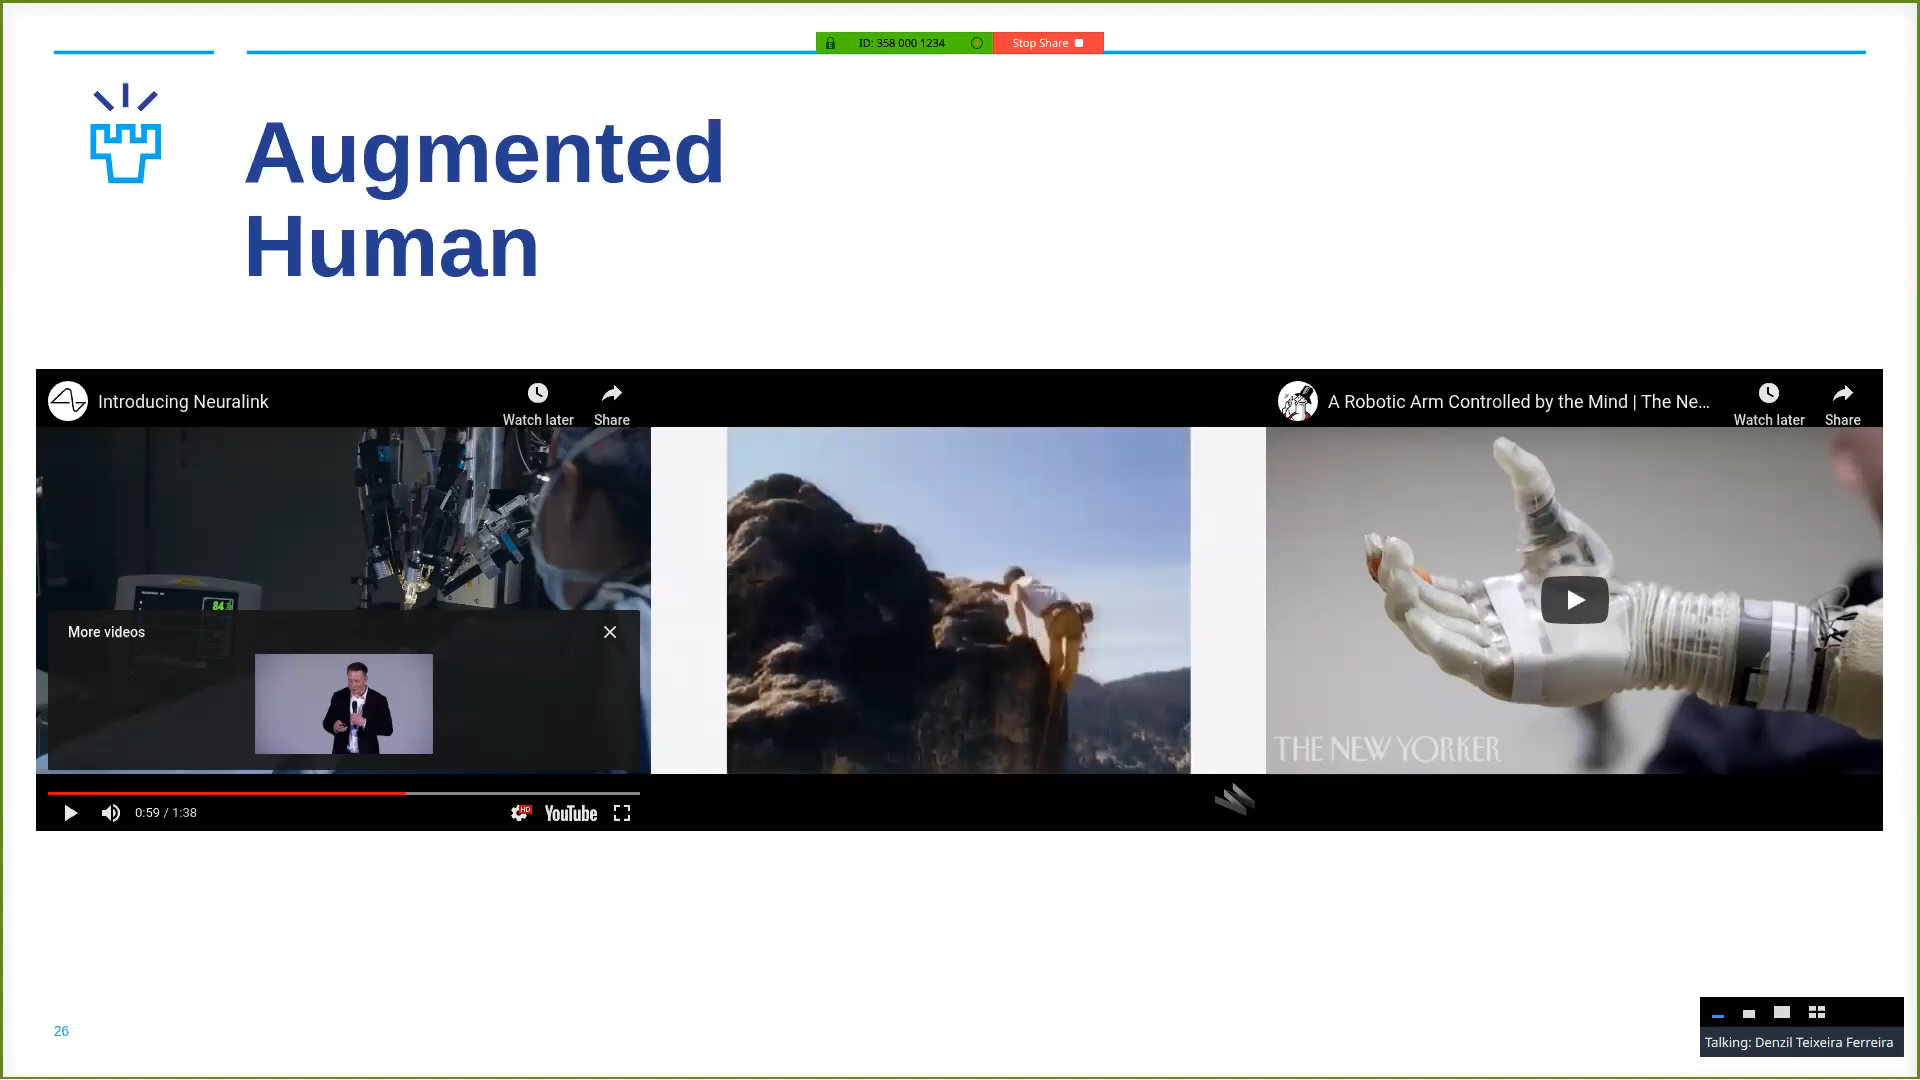 ID: 358 000 1234
Stop Share
Augmented
Human
Introducing Neuralink
Watch later
Share
A Robotic Arm Controlled by the Mind | The Ne...
Watch later
Share
84
More videos
THE NEW YORKER
0:59 / 1:38
HD
YouTube
26
Talking: Denzil Teixeira Ferreira